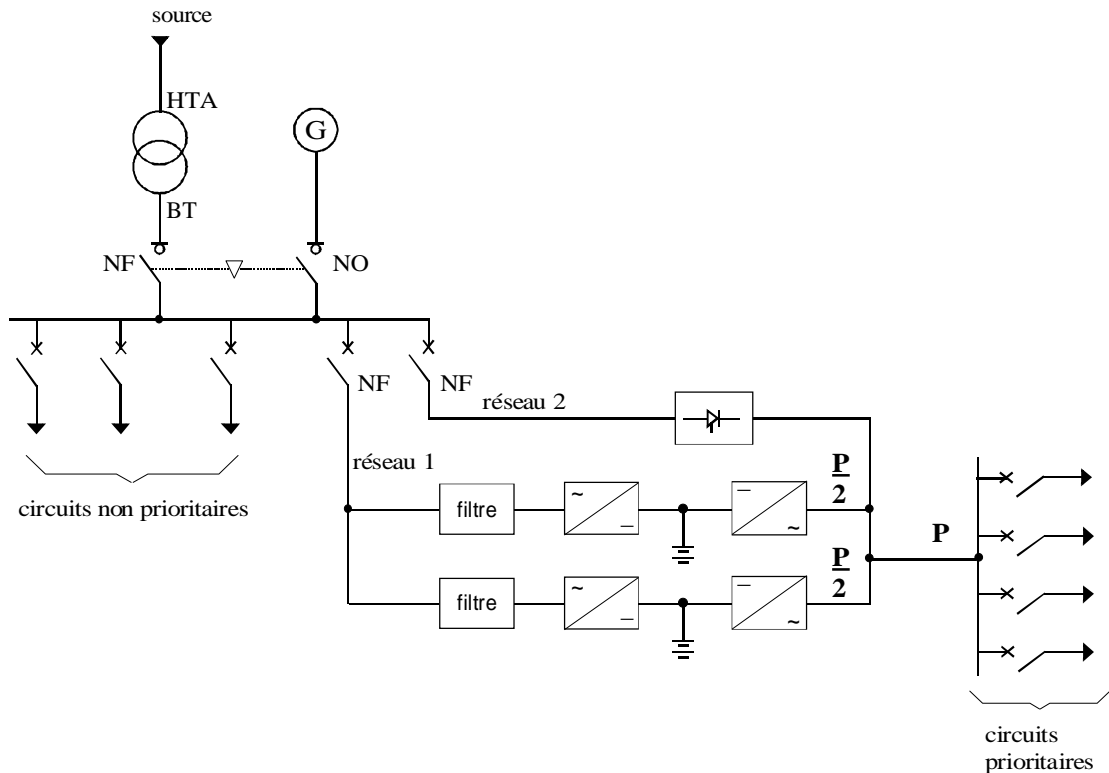 source
HTA
G
BT
NF
NO
NF
NF
réseau 2
réseau 1
circuits non prioritaires
filtre
~
–
–
~
P
2
P
filtre
~
–
–
~
P
2
circuits
prioritaires